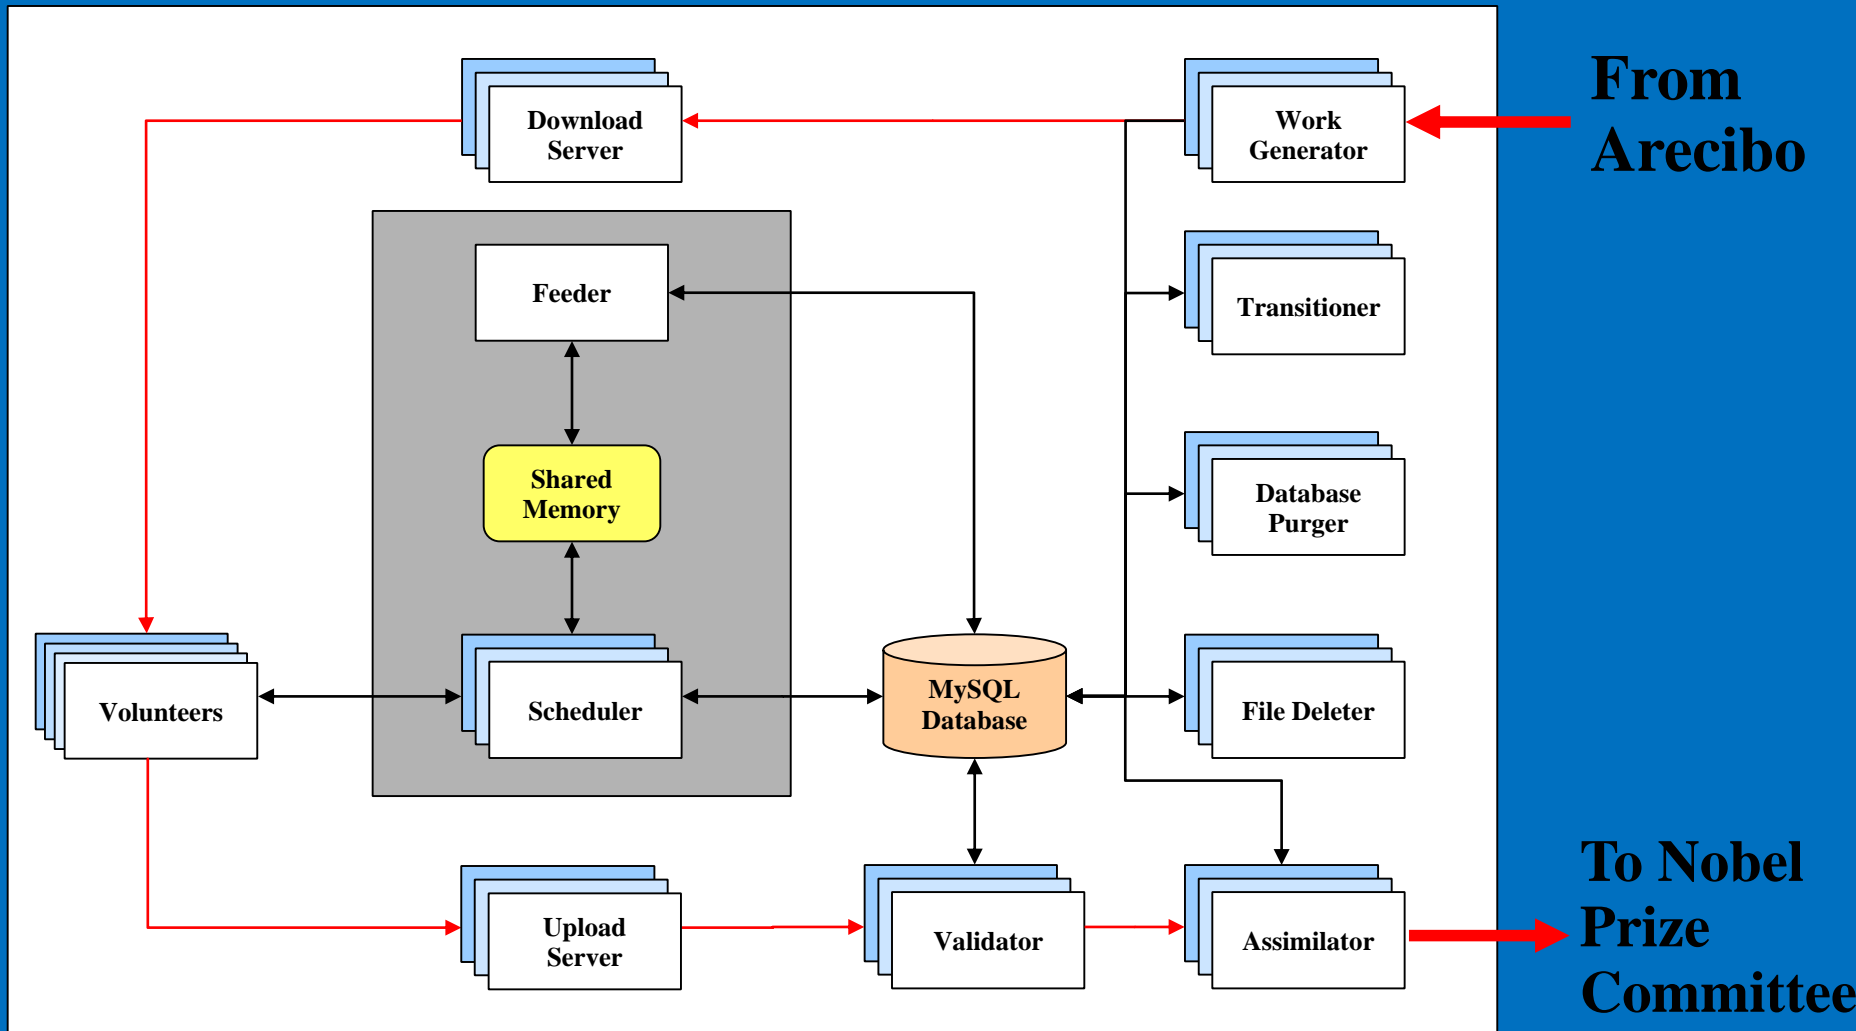 From
Arecibo
Download
Server
Work
Generator
Feeder
Transitioner
Shared
Memory
Database
Purger
Volunteers
Scheduler
MySQL
Database
File Deleter
Upload
Server
Validator
Assimilator
To Nobel
Prize
Committee